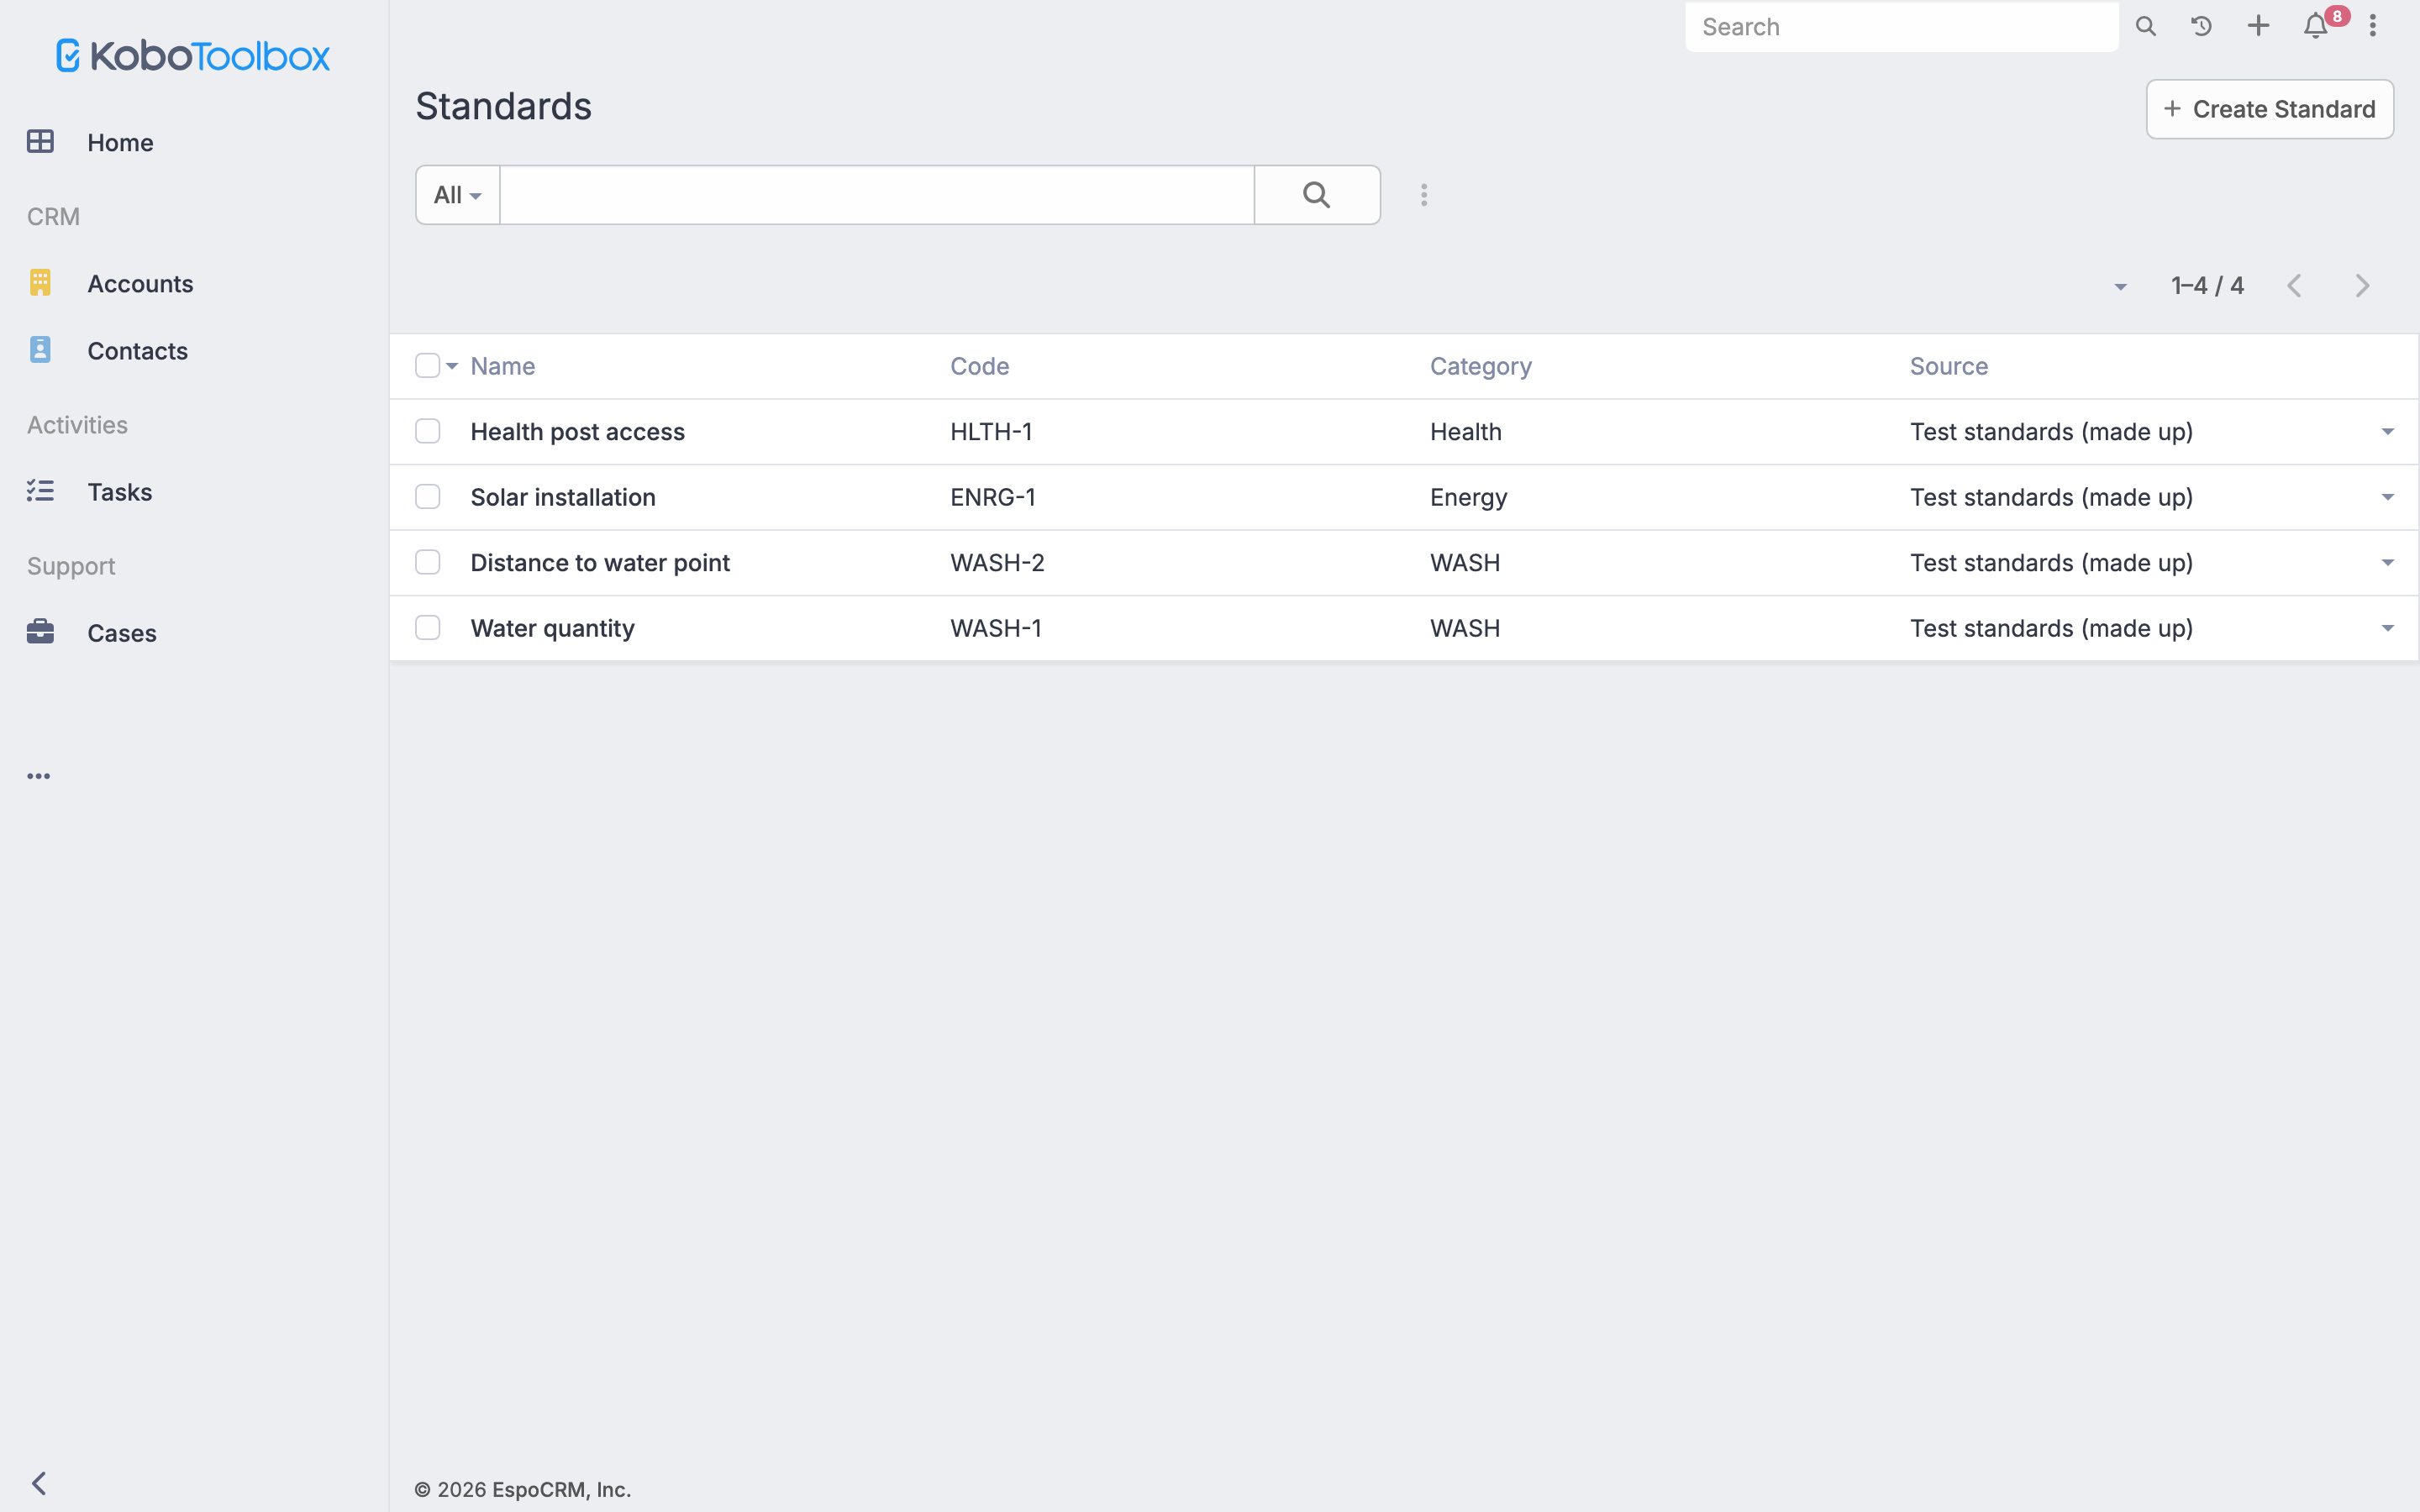 KoboToolbox
Search
8
Home
CRM
Accounts
Contacts
Activities
Tasks
Support
Cases
Standards
+ Create Standard
All
1–4 / 4
Name Code Category Source
Health post access HLTH-1 Health Test standards (made up)
Solar installation ENRG-1 Energy Test standards (made up)
Distance to water point WASH-2 WASH Test standards (made up)
Water quantity WASH-1 WASH Test standards (made up)
© 2026 EspoCRM, Inc.